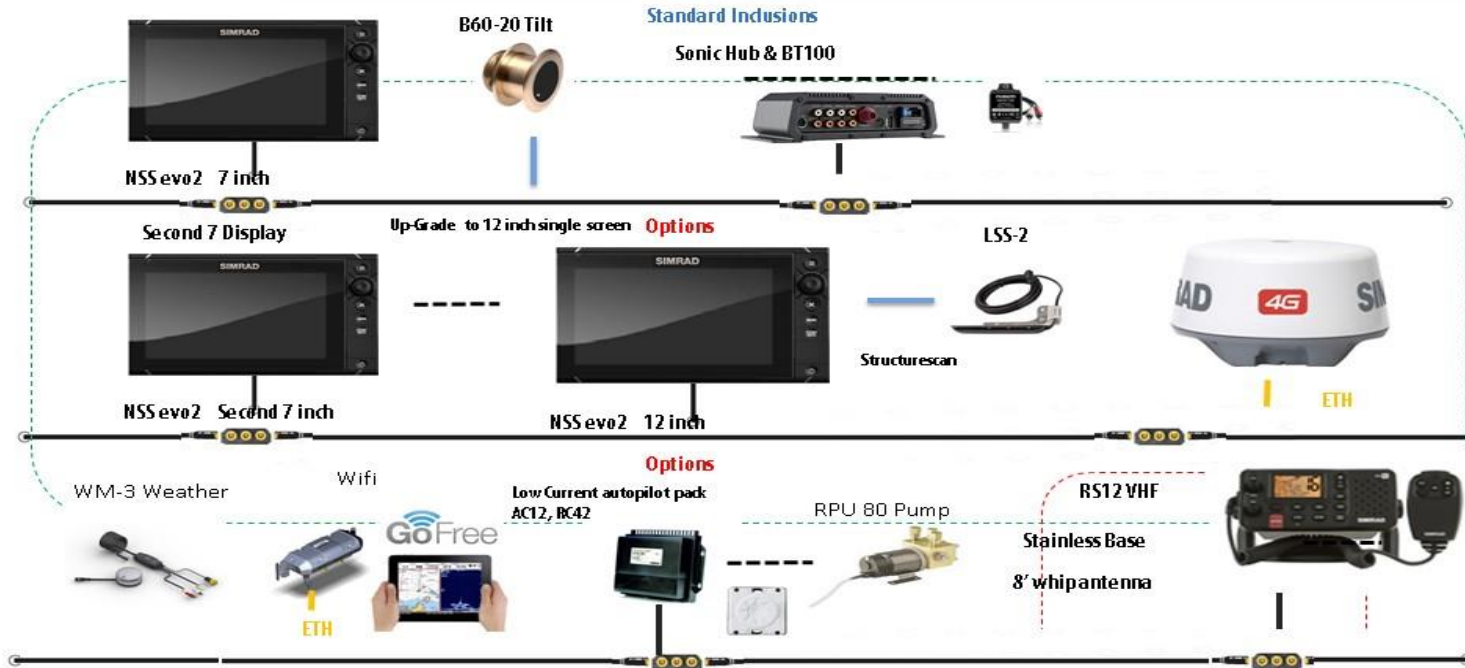 Standard Inclusions
SIMRAD
B60-20 Tilt
Sonic Hub & BT100
NSS evo2 7 inch
Second 7 Display
Up-Grade to 12 inch single screen
Options
LSS-2
SIMRAD
SIMRAD
RAD
4G
SIM
Structurescan
ETH
NSS evo2 Second 7 inch
NSS evo2 12 inch
Options
WM-3 Weather
Wifi
Low Current autopilot pack
AC12, RC42
RPU 80 Pump
RS12 VHF
GoFree
Stainless Base
8' whip antenna
SIMRAD
ETH